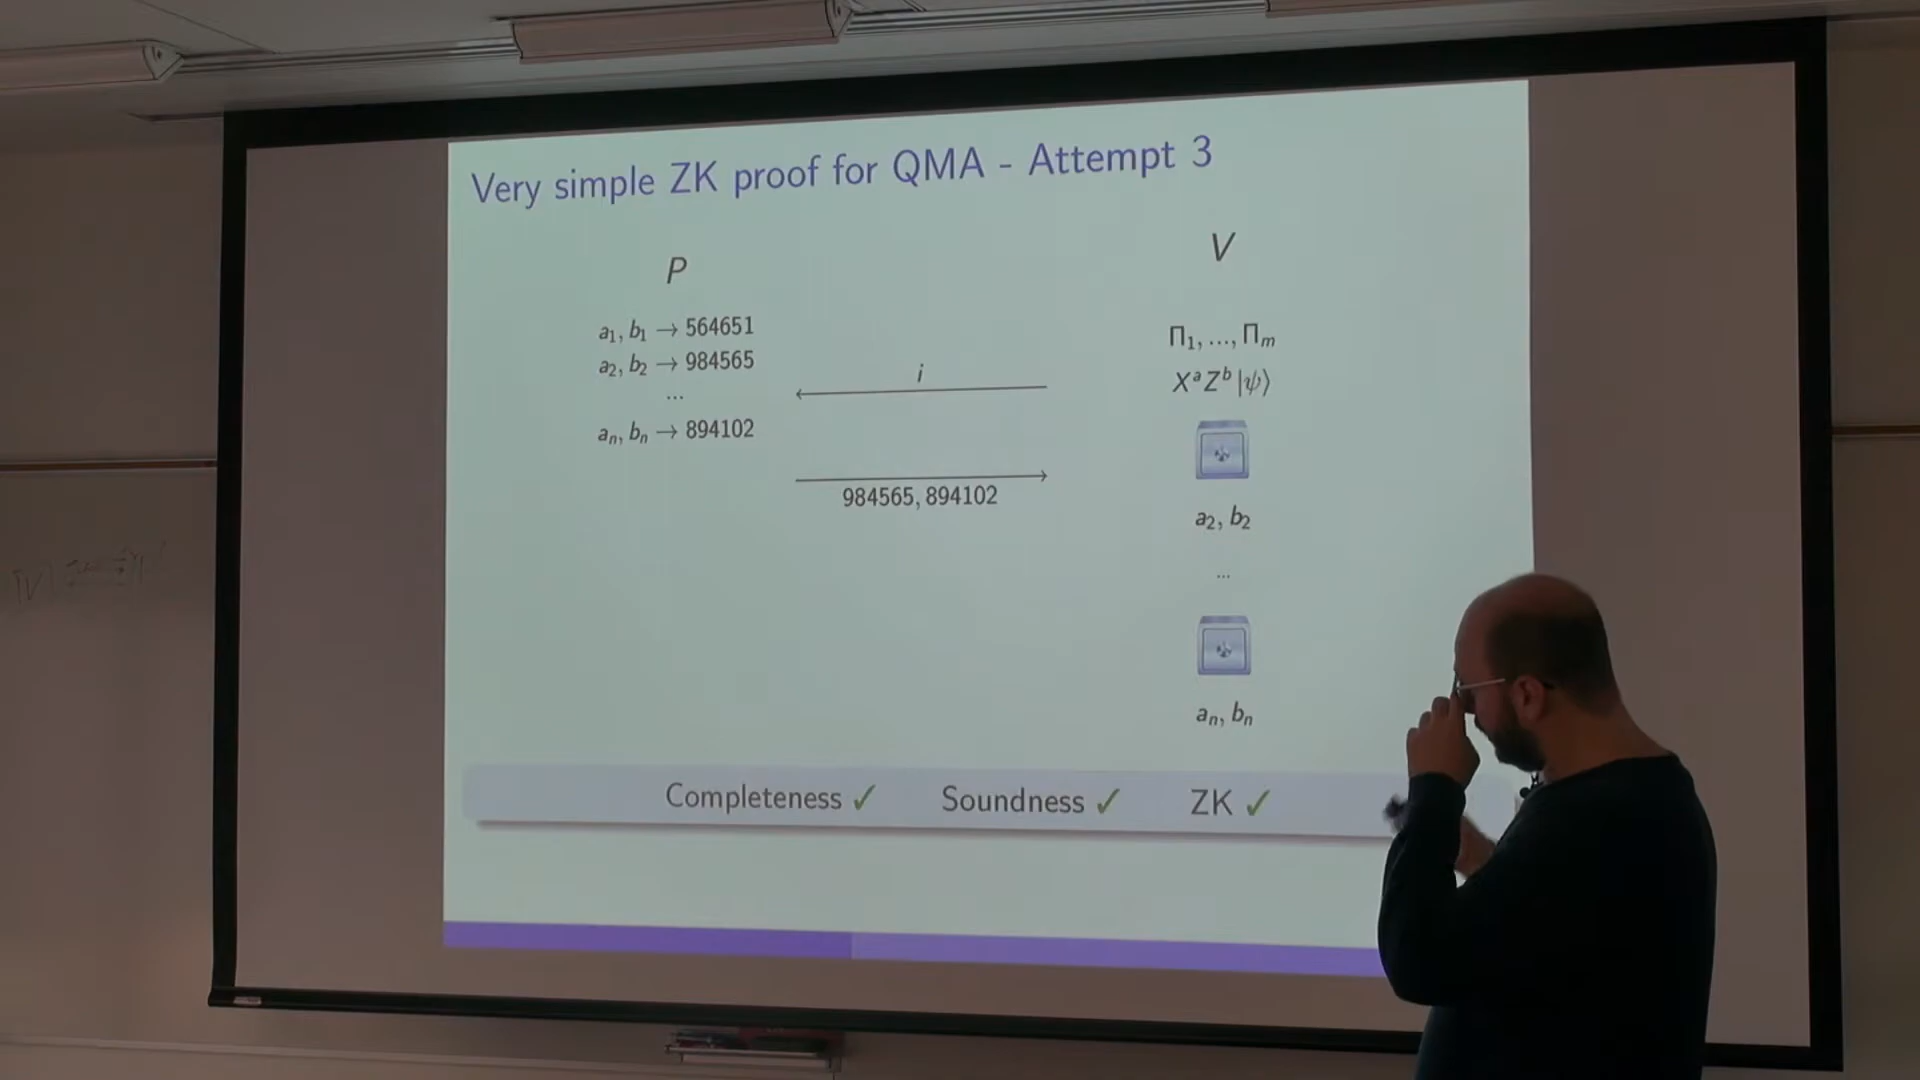 Very simple ZK proof for QMA - Attempt 3
P
V
a₁, b₁ → 564651
a₂, b₂ → 984565
...
aₙ, bₙ → 894102
i
984565, 894102
Π₁, ..., Πₘ
XᵃZᵇ|ψ⟩
a₂, b₂
...
aₙ, bₙ
Completeness ✓ Soundness ✓ ZK ✓